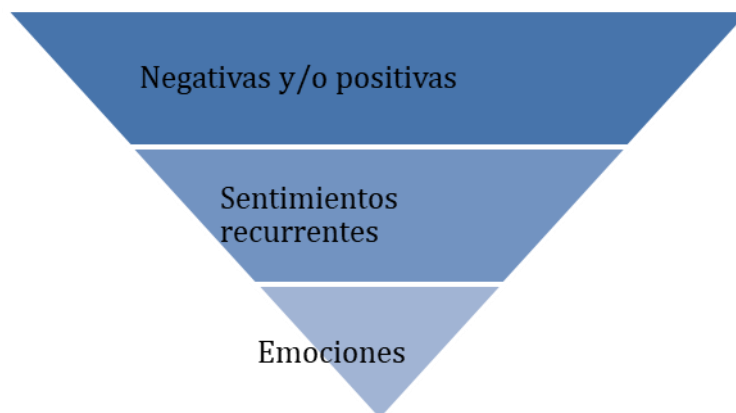 Negativas y/o positivas
Sentimientos
recurrentes
Emociones